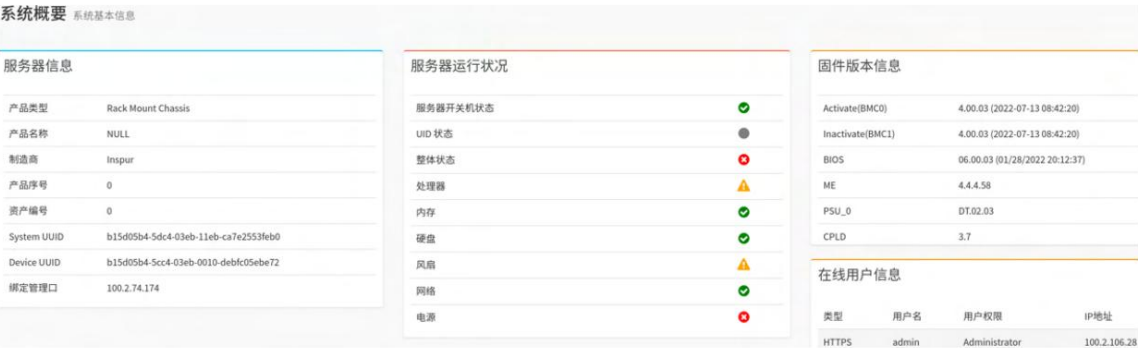 系统概要 系统基本信息
服务器信息
产品类型 Rack Mount Chassis
产品名称 NULL
制造商 Inspur
产品序号 0
资产编号 0
System UUID b15d05b4-5dc4-03eb-11eb-ca7e2553feb0
Device UUID b15d05b4-5cc4-03eb-0010-debfc05ebe72
绑定管理口 100.2.74.174
服务器运行状况
服务器开关机状态
UID 状态
整体状态
处理器
内存
硬盘
风扇
网络
电源
固件版本信息
Activate(BMC0) 4.00.03 (2022-07-13 08:42:20)
Inactivate(BMC1) 4.00.03 (2022-07-13 08:42:20)
BIOS 06.00.03 (01/28/2022 20:12:37)
ME 4.4.4.58
PSU_0 DT.02.03
CPLD 3.7
在线用户信息
类型 用户名 用户权限 IP地址
HTTPS admin Administrator 100.2.106.28